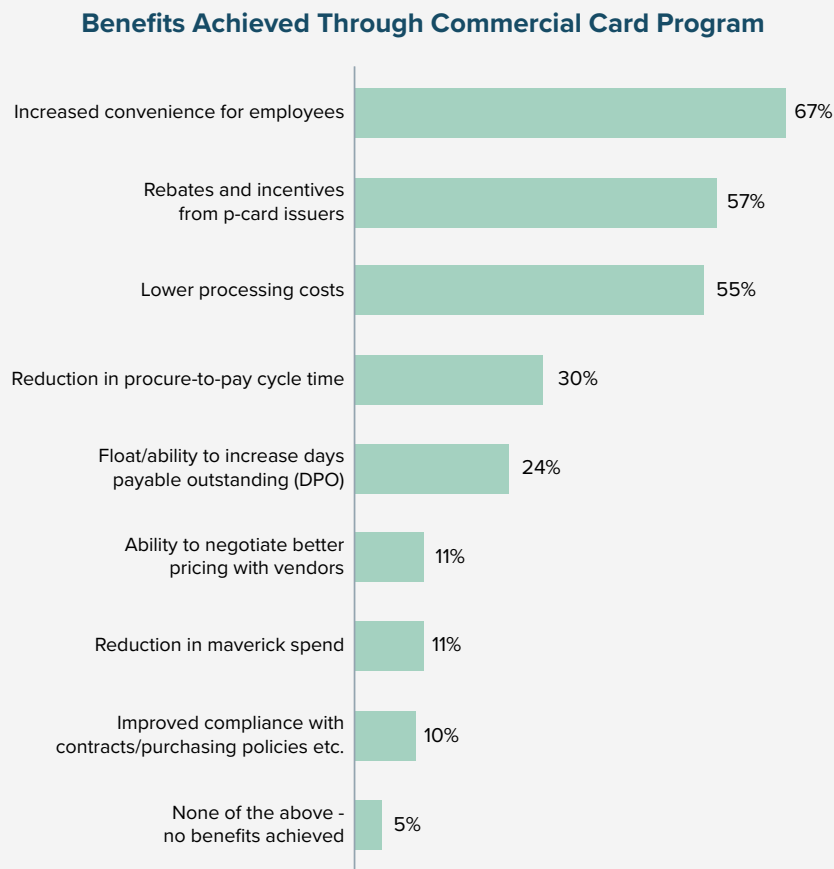 Benefits Achieved Through Commercial Card Program
Increased convenience for employees
67%
Rebates and incentives
from p-card issuers
57%
Lower processing costs
55%
Reduction in procure-to-pay cycle time
30%
Float/ability to increase days
payable outstanding (DPO)
24%
Ability to negotiate better
pricing with vendors
11%
Reduction in maverick spend
11%
Improved compliance with
contracts/purchasing policies etc.
10%
None of the above -
no benefits achieved
5%